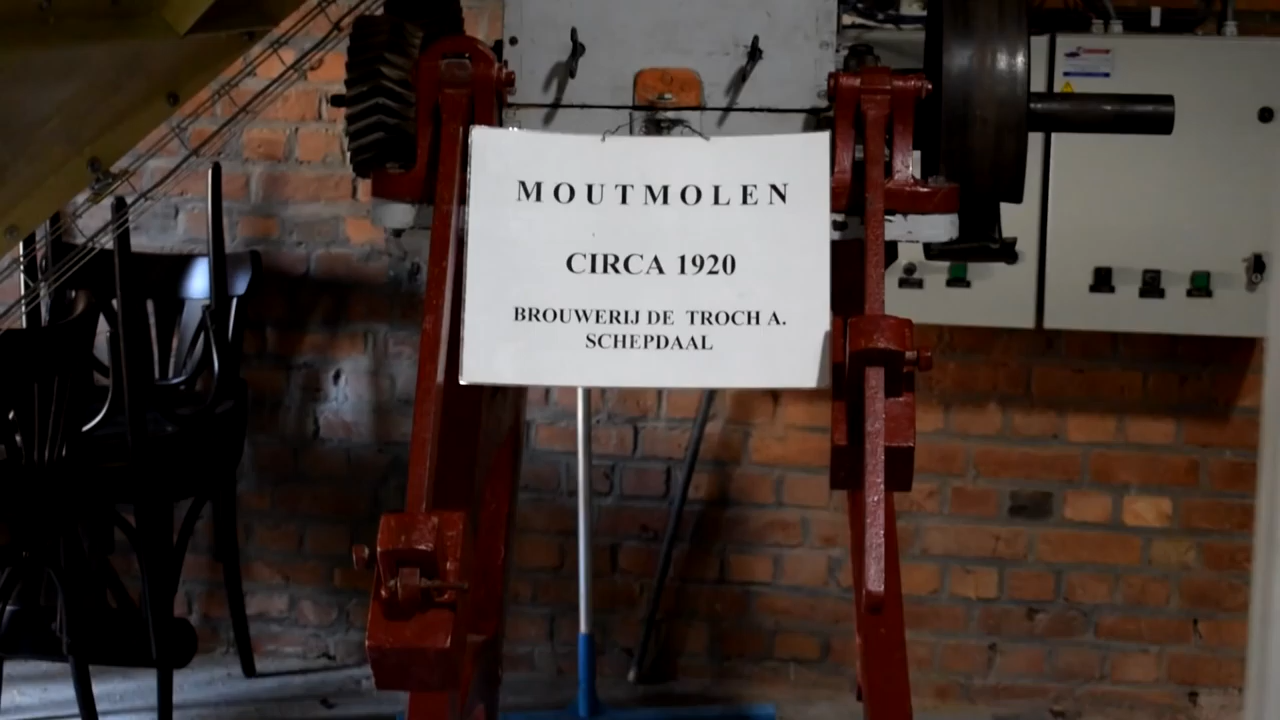 MOUTMOLEN
CIRCA 1920
BROUWERIJ DE TROCH A.
SCHEPDAAL